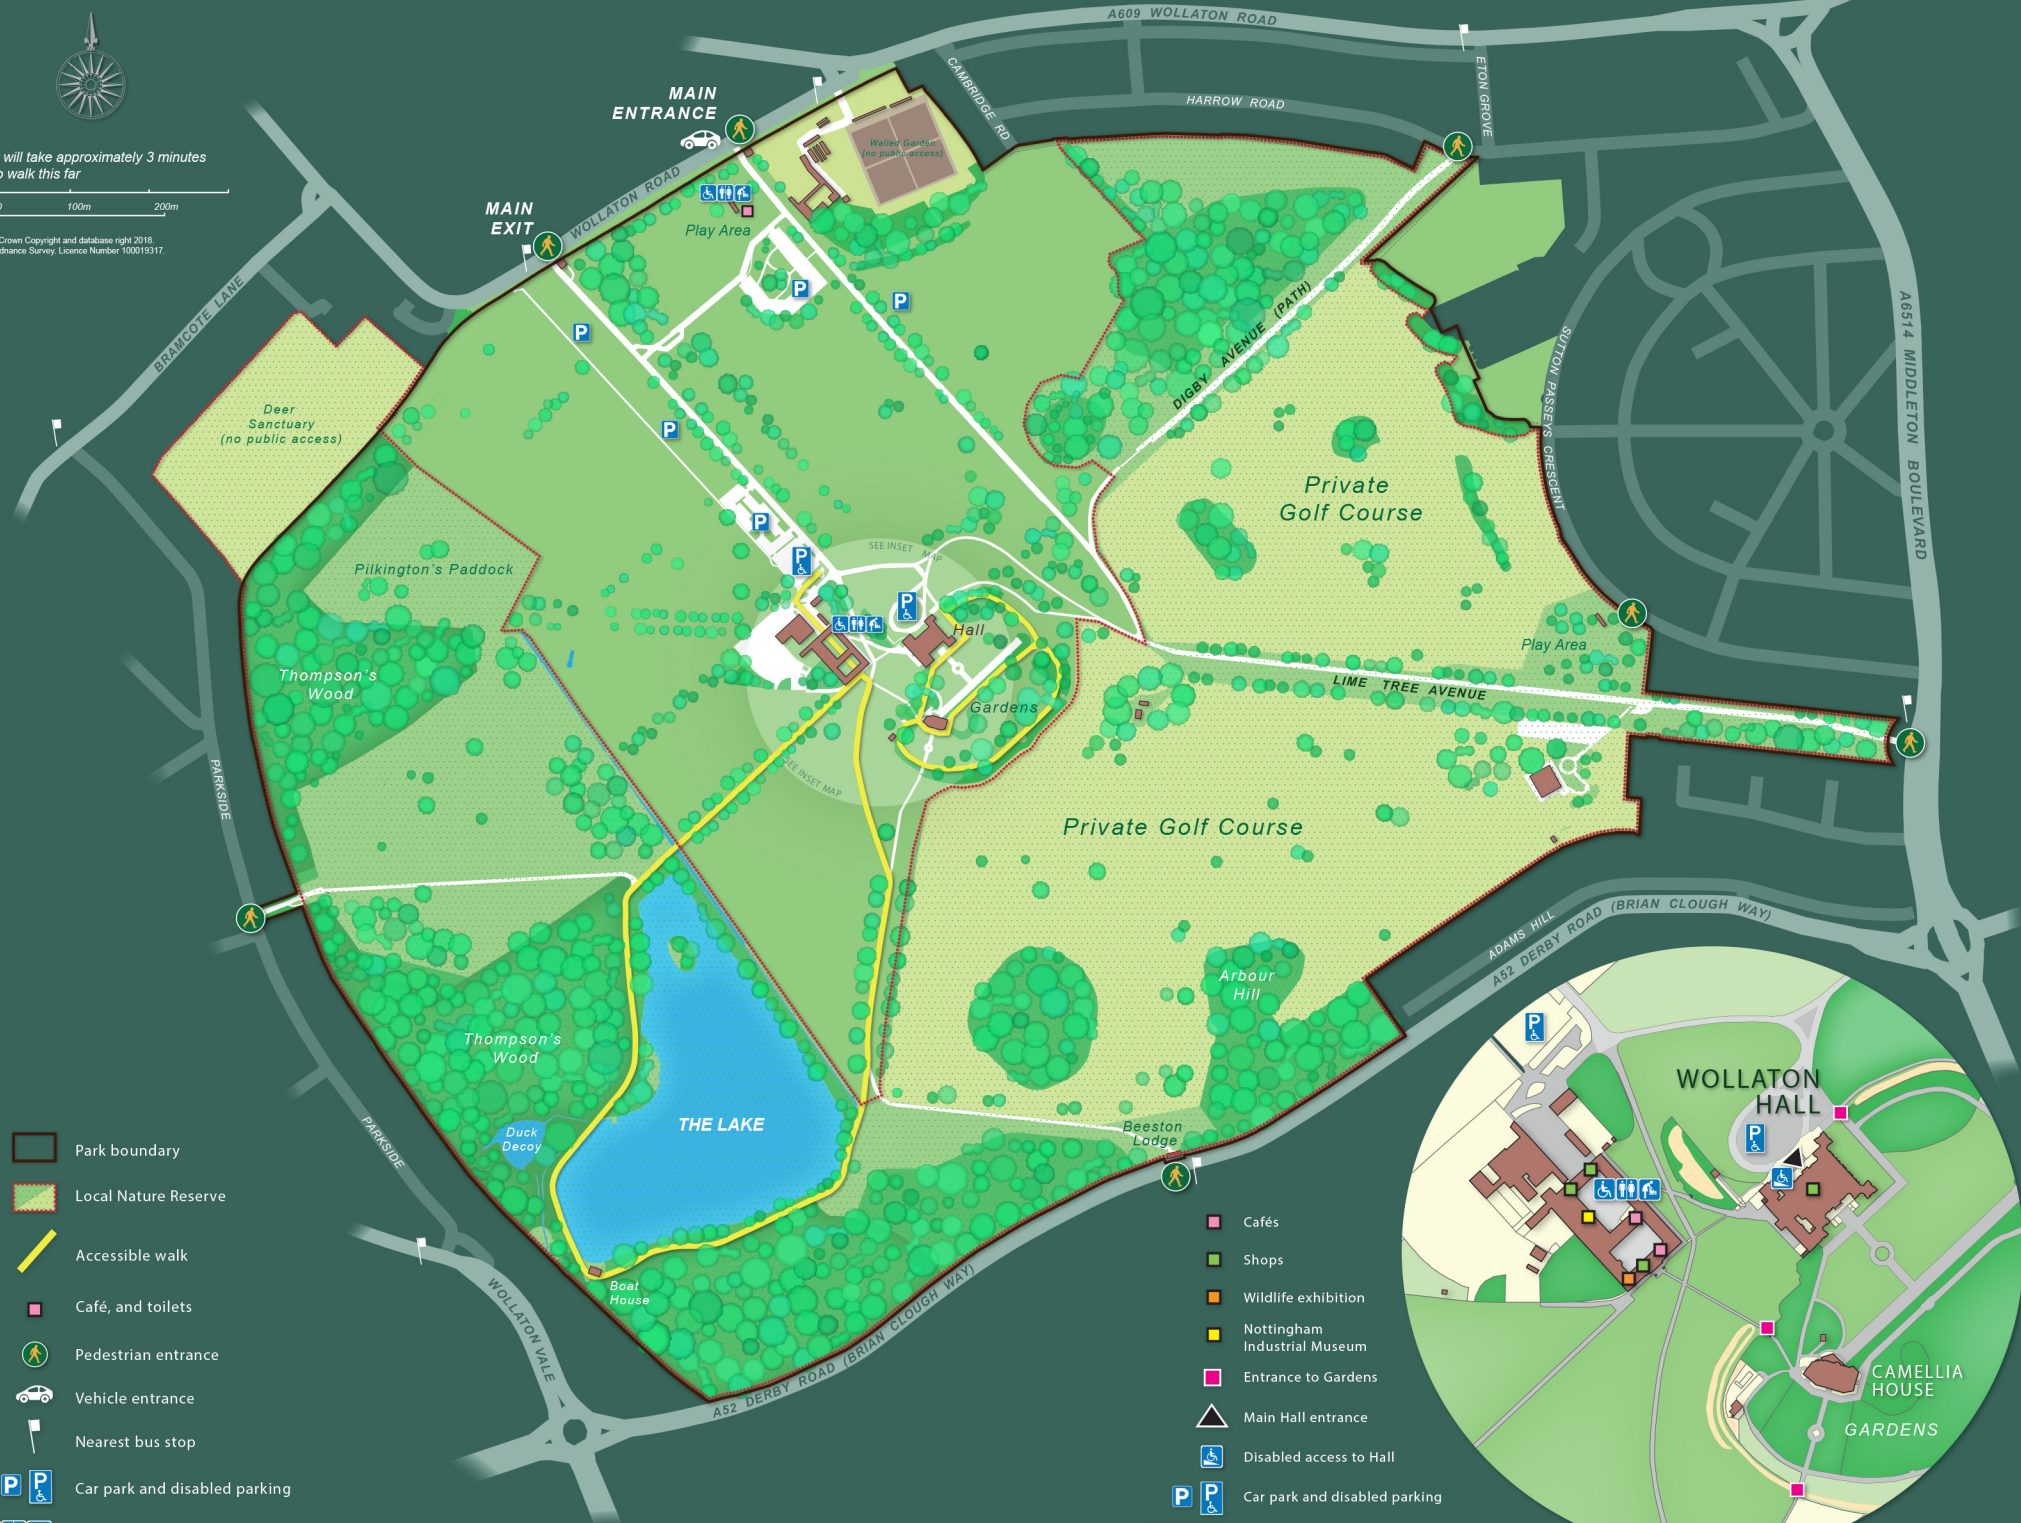 A609 WOLLATON ROAD
CAMBRIDGE RD
HARROW ROAD
ETON GROVE
MAIN
ENTRANCE
Walled Garden
(no public access)
will take approximately 3 minutes
walk this far
100m
200m
Crown Copyright and database right 2018.
Survey. Licence Number 100019317.
MAIN
EXIT
WOLLATON ROAD
Play Area
P
P
P
P
P
P
P
BRAMCOTE LANE
Deer
Sanctuary
(no public access)
DIGBY AVENUE (PATH)
SUTTON PASSEYS CRESCENT
A6514 MIDDLETON BOULEVARD
Private
Golf Course
SEE INSET MAP
Pilkington's Paddock
Hall
Play Area
Thompson's
Wood
LIME TREE AVENUE
Gardens
SEE INSET MAP
PARKSIDE
Private Golf Course
ADAMS HILL
A52 DERBY ROAD (BRIAN CLOUGH WAY)
Arbour
Hill
Thompson's
Wood
THE LAKE
Duck
Decoy
Beeston
Lodge
PARKSIDE
Boat
House
WOLLATON VALE
A52 DERBY ROAD (BRIAN CLOUGH WAY)
Park boundary
Local Nature Reserve
Accessible walk
Café, and toilets
Pedestrian entrance
Vehicle entrance
Nearest bus stop
P P Car park and disabled parking
Cafés
Shops
Wildlife exhibition
Nottingham
Industrial Museum
Entrance to Gardens
Main Hall entrance
Disabled access to Hall
P P Car park and disabled parking
P
WOLLATON
HALL
P
CAMELLIA
HOUSE
GARDENS